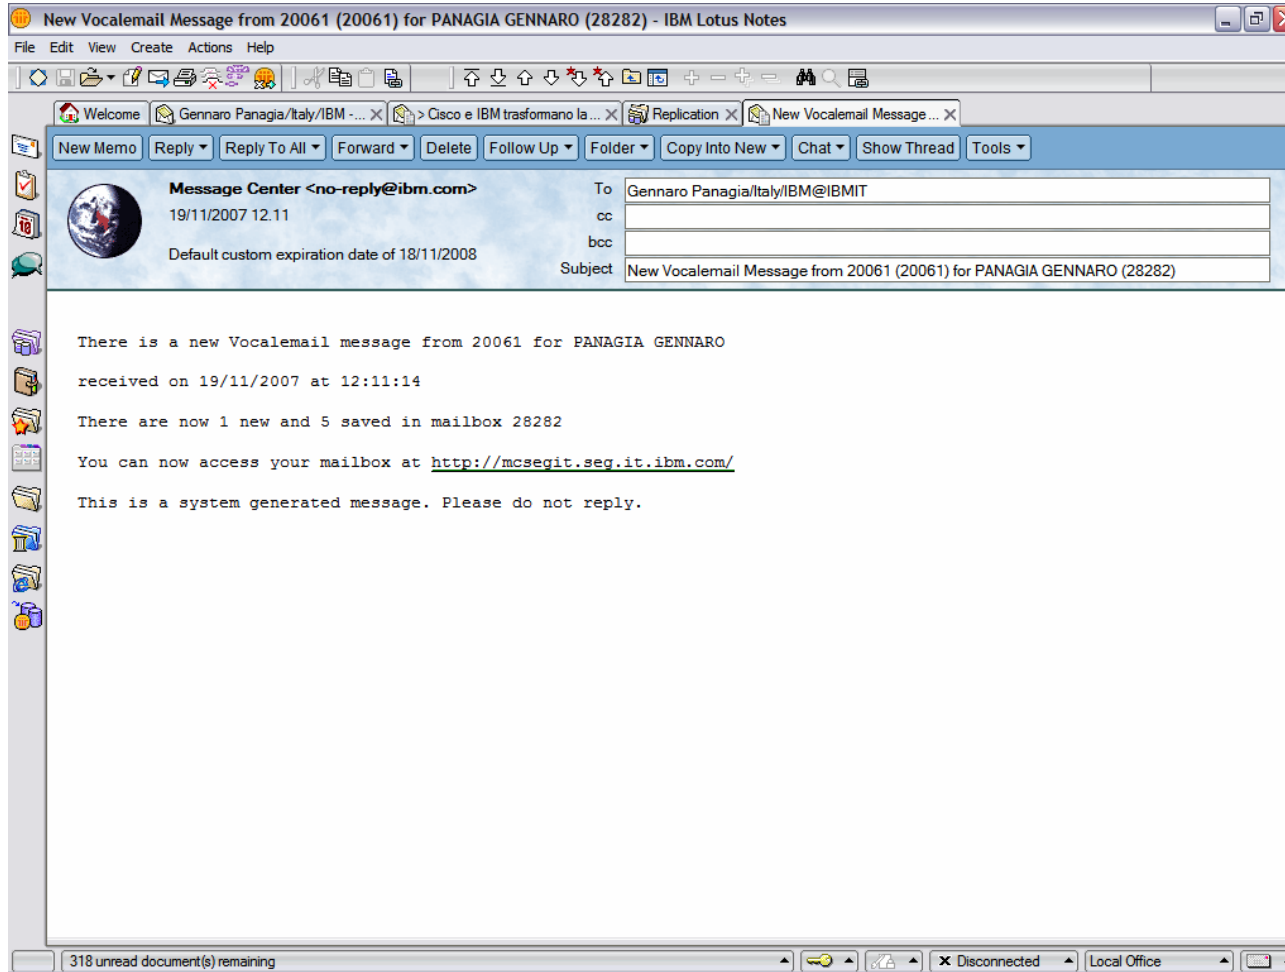 New Vocalemail Message from 20061 (20061) for PANAGIA GENNARO (28282) - IBM Lotus Notes
File Edit View Create Actions Help
Welcome Gennaro Panagia/Italy/IBM -... > Cisco e IBM trasformano la ... Replication New Vocalemail Message ...
New Memo Reply Reply To All Forward Delete Follow Up Folder Copy Into New Chat Show Thread Tools
Message Center <no-reply@ibm.com>
19/11/2007 12.11
Default custom expiration date of 18/11/2008
To Gennaro Panagia/Italy/IBM@IBMIT
cc
bcc
Subject New Vocalemail Message from 20061 (20061) for PANAGIA GENNARO (28282)
There is a new Vocalemail message from 20061 for PANAGIA GENNARO
received on 19/11/2007 at 12:11:14
There are now 1 new and 5 saved in mailbox 28282
You can now access your mailbox at http://mcsegit.seg.it.ibm.com/
This is a system generated message. Please do not reply.
318 unread document(s) remaining Disconnected Local Office